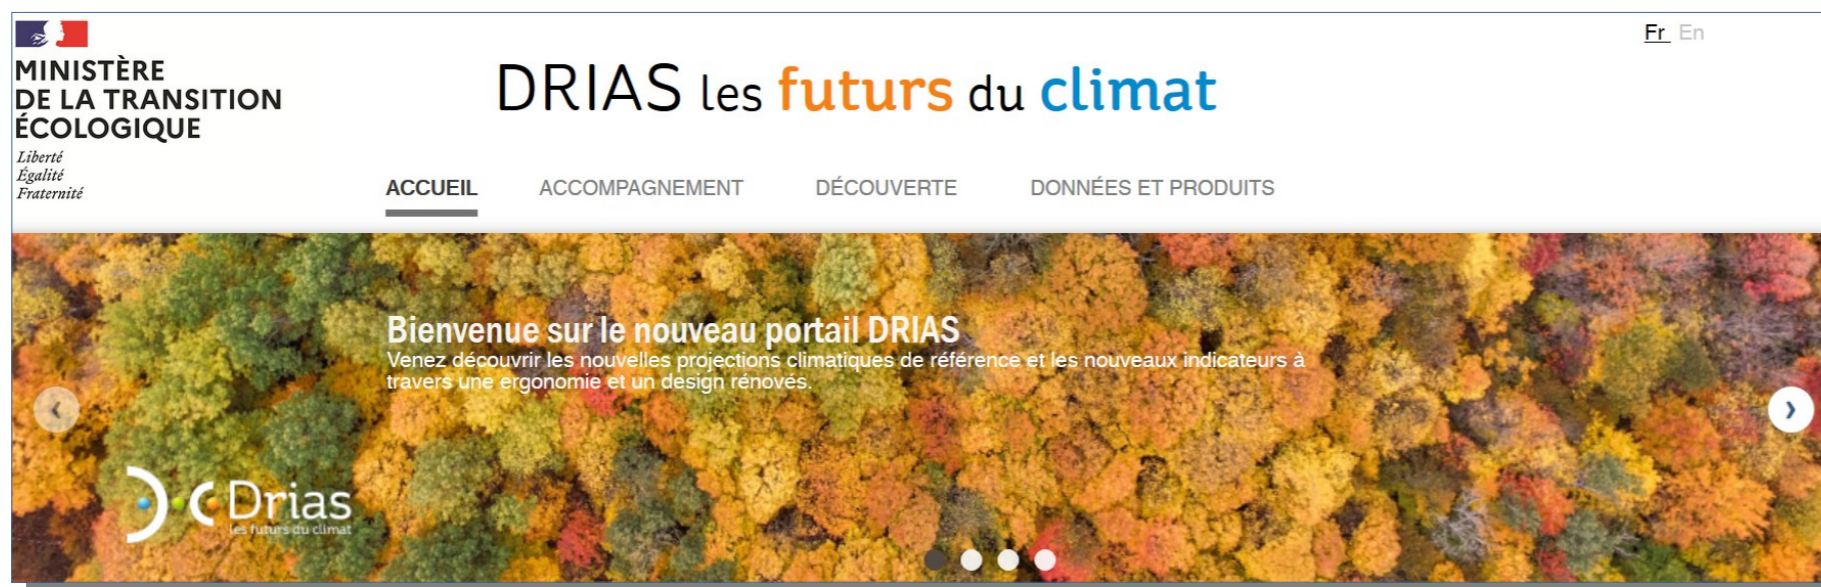 Fr En
MINISTÈRE
DE LA TRANSITION
ÉCOLOGIQUE
Liberté
Égalité
Fraternité
DRIAS les futurs du climat
ACCUEIL ACCOMPAGNEMENT DÉCOUVERTE DONNÉES ET PRODUITS
Bienvenue sur le nouveau portail DRIAS
Venez découvrir les nouvelles projections climatiques de référence et les nouveaux indicateurs à
travers une ergonomie et un design rénovés.
Drias
les futurs du climat